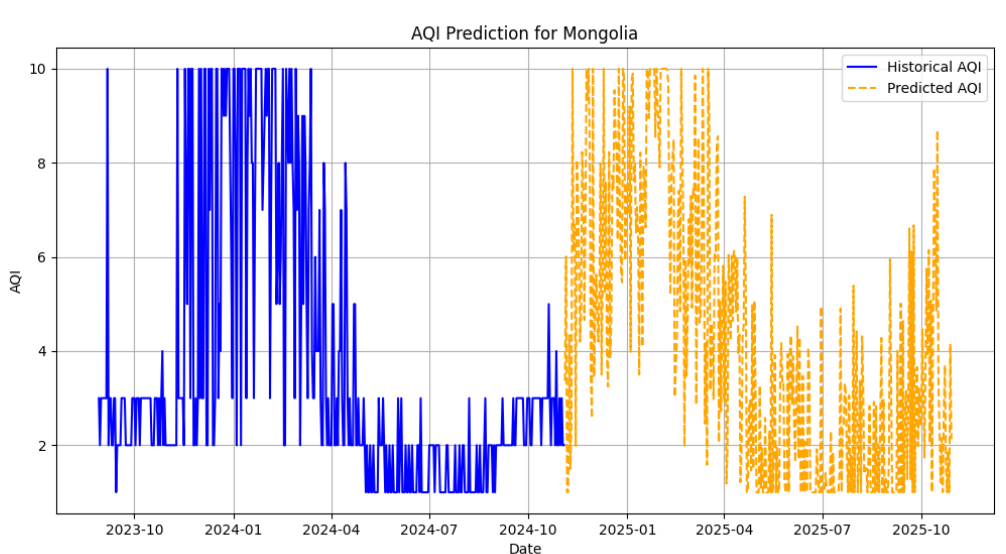 AQI Prediction for Mongolia
Historical AQI
Predicted AQI
AQI
10
8
6
4
2
2023-10 2024-01 2024-04 2024-07 2024-10 2025-01 2025-04 2025-07 2025-10
Date